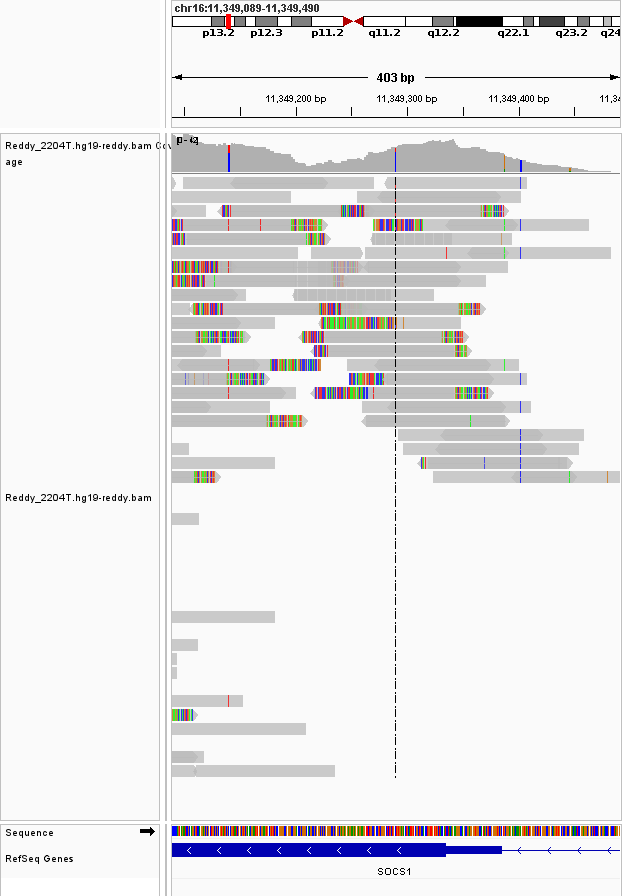 chr16:11,349,089-11,349,490
p13.2 p12.3 p11.2 q11.2 q12.2 q22.1 q23.2 q24
403 bp
11,349,200 bp 11,349,300 bp 11,349,400 bp 11,34
Reddy_2204T.hg19-reddy.bam Cov
age
Reddy_2204T.hg19-reddy.bam
Sequence
RefSeq Genes
SOCS1